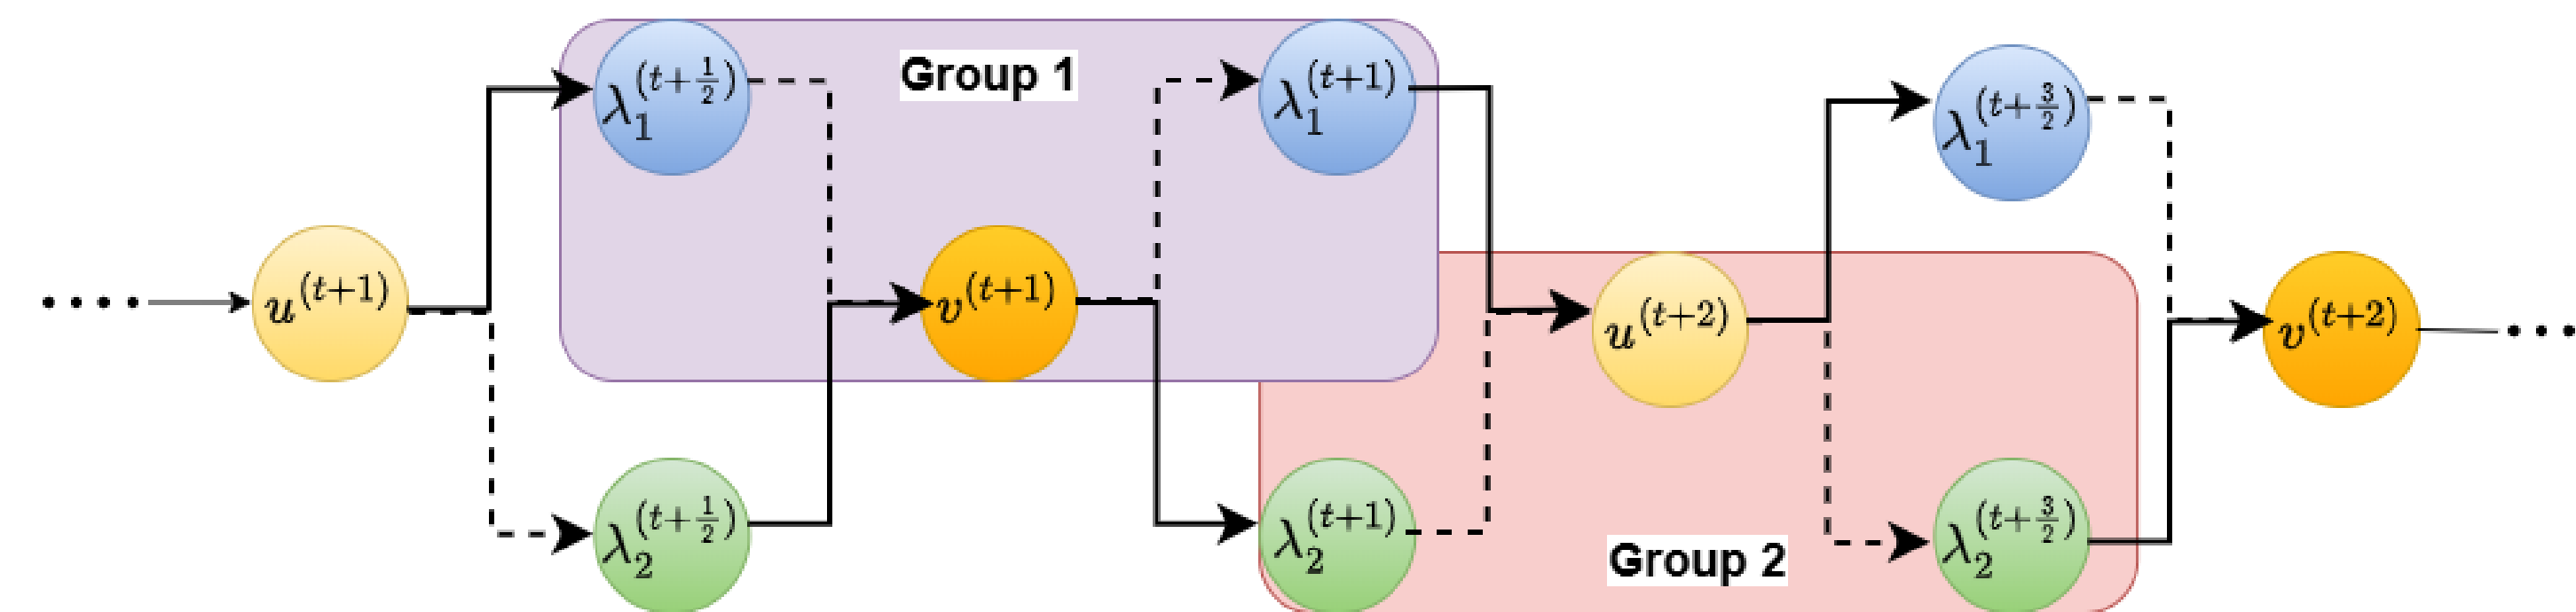 Group 1
λ₁^(t+1/2)
λ₁^(t+1)
λ₁^(t+3/2)
u^(t+1)
v^(t+1)
u^(t+2)
v^(t+2)
λ₂^(t+1/2)
λ₂^(t+1)
λ₂^(t+3/2)
Group 2